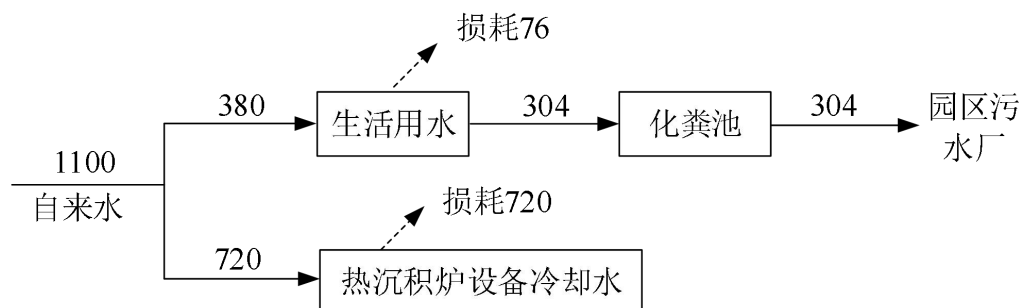 损耗76
380
生活用水
304
化粪池
304
园区污
水厂
1100
自来水
损耗720
720
热沉积炉设备冷却水